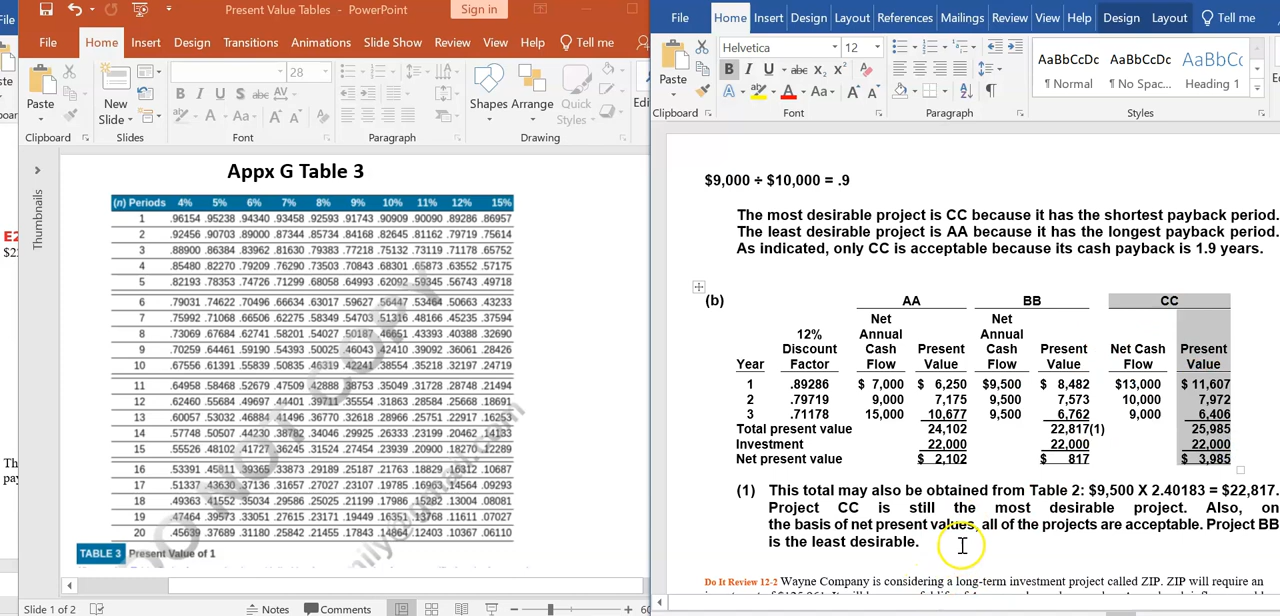 Present Value Tables - PowerPoint
Sign in
File Home Insert Design Transitions Animations Slide Show Review View Help Tell me
Paste
New
Slide
28
B I U S abc AV
Aa A A A
Shapes Arrange Quick
Styles
Clipboard Slides Font Paragraph Drawing
Thumbnails
Appx G Table 3
(n) Periods 4% 5% 6% 7% 8% 9% 10% 11% 12% 15%
1 .96154 .95238 .94340 .93458 .92593 .91743 .90909 .90090 .89286 .86957
2 .92456 .90703 .89000 .87344 .85734 .84168 .82645 .81162 .79719 .75614
3 .88900 .86384 .83962 .81630 .79383 .77218 .75132 .73119 .71178 .65752
4 .85480 .82270 .79209 .76290 .73503 .70843 .68301 .65873 .63552 .57175
5 .82193 .78353 .74726 .71299 .68058 .64993 .62092 .59345 .56743 .49718
6 .79031 .74622 .70496 .66634 .63017 .59627 .56447 .53464 .50663 .43233
7 .75992 .71068 .66506 .62275 .58349 .54703 .51316 .48166 .45235 .37594
8 .73069 .67684 .62741 .58201 .54027 .50187 .46651 .43393 .40388 .32690
9 .70259 .64461 .59190 .54393 .50025 .46043 .42410 .39092 .36061 .28426
10 .67556 .61391 .55839 .50835 .46319 .42241 .38554 .35218 .32197 .24719
11 .64958 .58468 .52679 .47509 .42888 .38753 .35049 .31728 .28748 .21494
12 .62460 .55684 .49697 .44401 .39711 .35554 .31863 .28584 .25668 .18691
13 .60057 .53032 .46884 .41496 .36770 .32618 .28966 .25751 .22917 .16253
14 .57748 .50507 .44230 .38782 .34046 .29925 .26333 .23199 .20462 .14133
15 .55526 .48102 .41727 .36245 .31524 .27454 .23939 .20900 .18270 .12289
16 .53391 .45811 .39365 .33873 .29189 .25187 .21763 .18829 .16312 .10687
17 .51337 .43630 .37136 .31657 .27027 .23107 .19785 .16963 .14564 .09293
18 .49363 .41552 .35034 .29586 .25025 .21199 .17986 .15282 .13004 .08081
19 .47464 .39573 .33051 .27615 .23171 .19449 .16351 .13768 .11611 .07027
20 .45639 .37689 .31180 .25842 .21455 .17843 .14864 .12403 .10367 .06110
DO NOT COPY
TABLE 3 Present Value of 1
Slide 1 of 2 Notes Comments
File Home Insert Design Layout References Mailings Review View Help Design Layout Tell me
Paste
Helvetica 12
B I U abc X2 X2
A A Aa A A
AaBbCcDc AaBbCcDc AaBbCc
¶ Normal ¶ No Spac... Heading 1
Clipboard Font Paragraph Styles
$9,000 ÷ $10,000 = .9
The most desirable project is CC because it has the shortest payback period.
The least desirable project is AA because it has the longest payback period.
As indicated, only CC is acceptable because its cash payback is 1.9 years.
(b) AA BB CC
Year 12% Discount Factor Net Annual Cash Flow Present Value Net Annual Cash Flow Present Value Net Cash Flow Present Value
1 .89286 $ 7,000 $ 6,250 $9,500 $ 8,482 $13,000 $ 11,607
2 .79719 9,000 7,175 9,500 7,573 10,000 7,972
3 .71178 15,000 10,677 9,500 6,762 9,000 6,406
Total present value 24,102 22,817(1) 25,985
Investment 22,000 22,000 22,000
Net present value $ 2,102 $ 817 $ 3,985
(1) This total may also be obtained from Table 2: $9,500 X 2.40183 = $22,817.
Project CC is still the most desirable project. Also, on
the basis of net present values, all of the projects are acceptable. Project BB
is the least desirable.
Do It Review 12-2 Wayne Company is considering a long-term investment project called ZIP. ZIP will require an